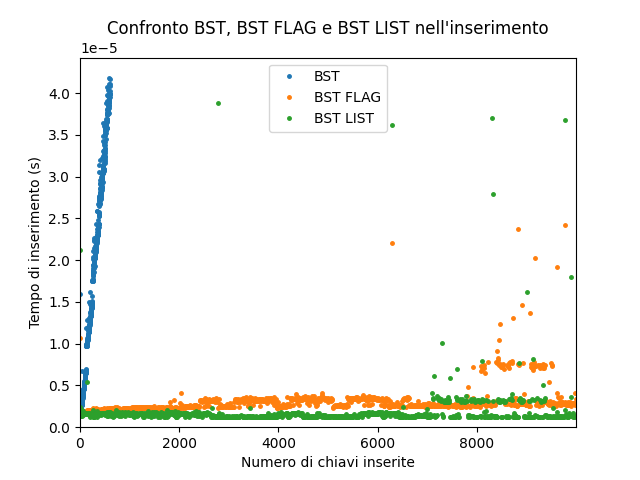 Confronto BST, BST FLAG e BST LIST nell'inserimento
1e−5
BST
BST FLAG
BST LIST
4.0
3.5
3.0
2.5
2.0
1.5
1.0
0.5
0.0
Tempo di inserimento (s)
0 2000 4000 6000 8000
Numero di chiavi inserite